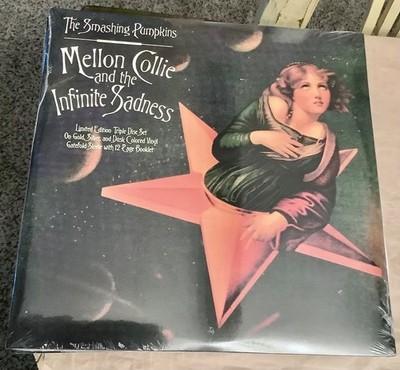 The Smashing Pumpkins
Mellon Collie
and the
Infinite Sadness
Limited Edition Triple Disc Set
On Gold, Silver, and Dusk Colored Vinyl
Gatefold Sleeve with 12 Page Booklet